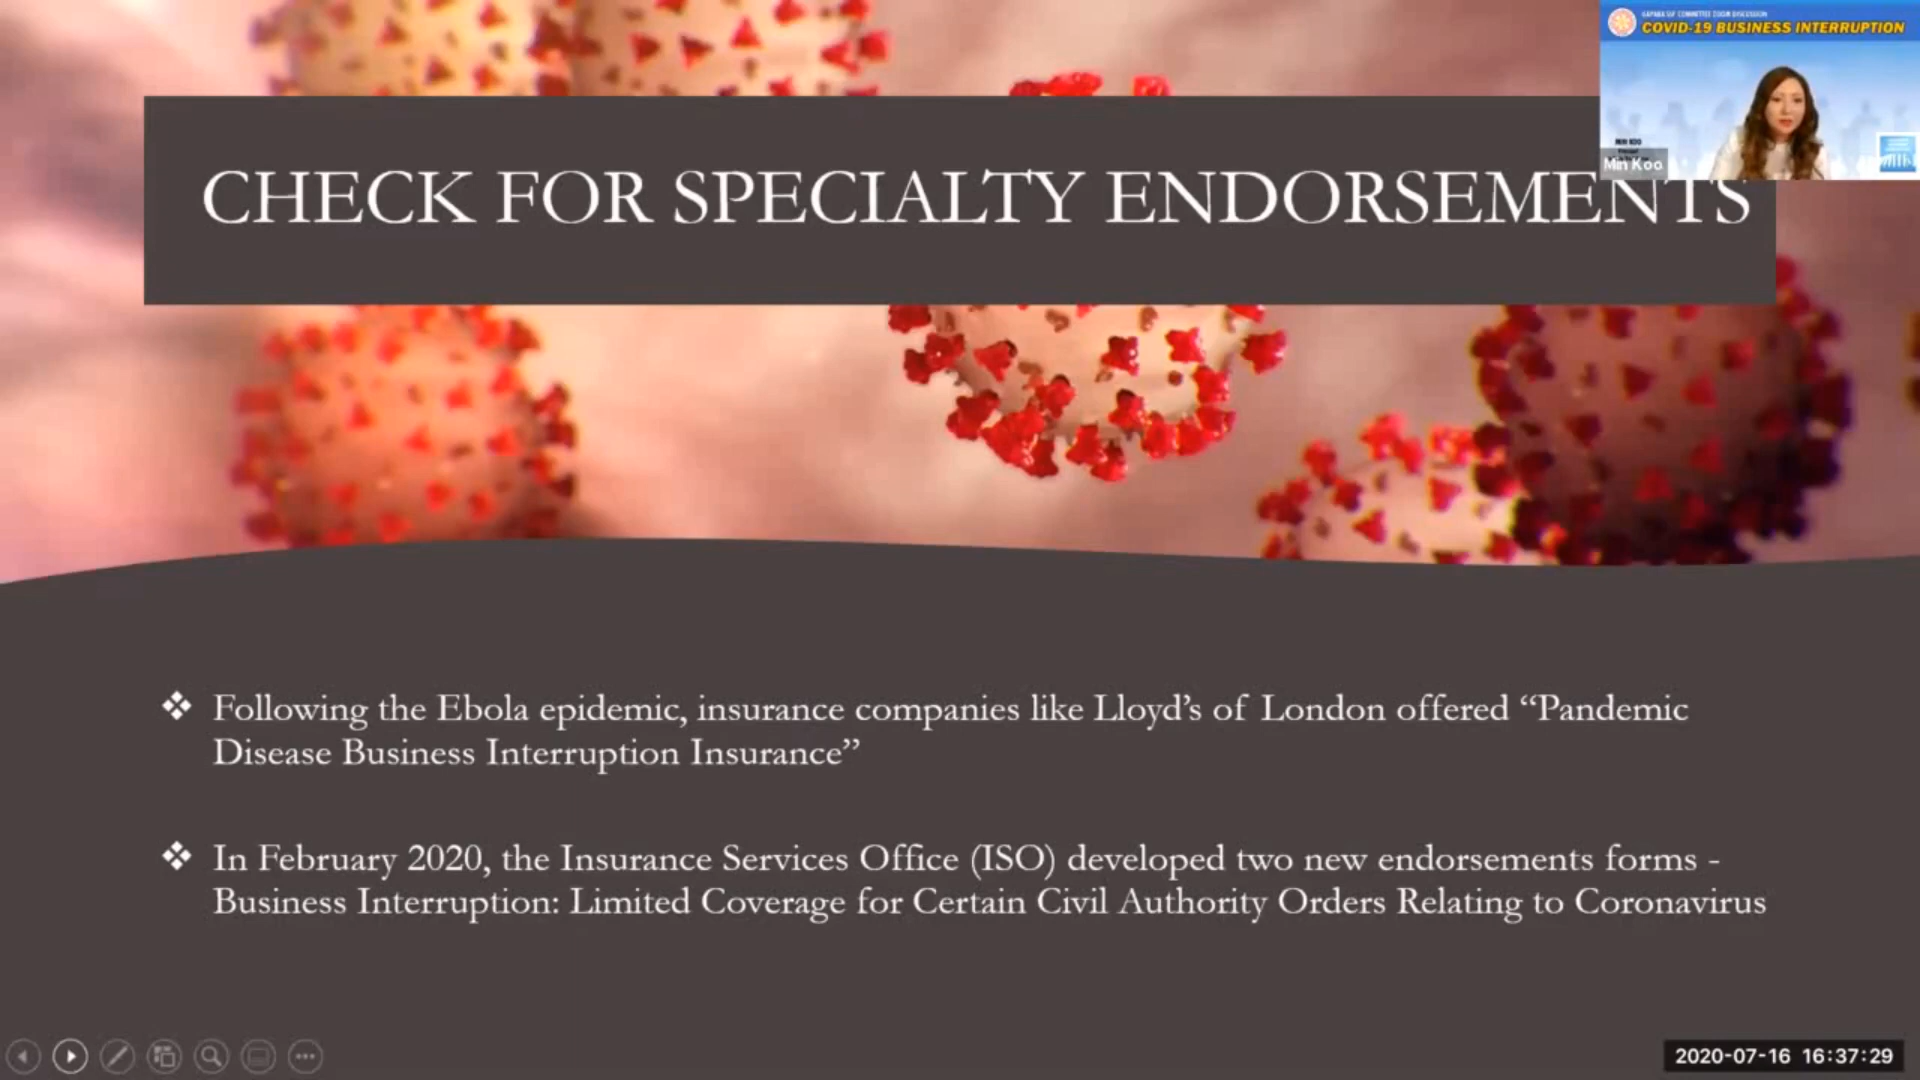 COVID-19 BUSINESS INTERRUPTION
MIN KOO
Min Koo
CHECK FOR SPECIALTY ENDORSEMENTS
❖ Following the Ebola epidemic, insurance companies like Lloyd’s of London offered “Pandemic
Disease Business Interruption Insurance”
❖ In February 2020, the Insurance Services Office (ISO) developed two new endorsements forms -
Business Interruption: Limited Coverage for Certain Civil Authority Orders Relating to Coronavirus
2020-07-16 16:37:29